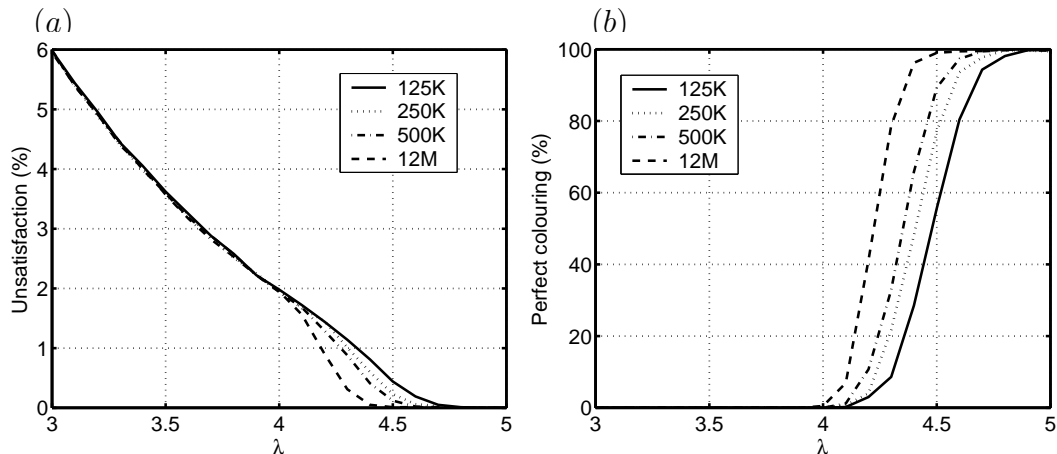 (a)
Unsatisfaction (%)
6
5
4
3
2
1
0
125K
250K
500K
12M
3
3.5
4
4.5
5
λ
(b)
Perfect colouring (%)
100
80
60
40
20
0
125K
250K
500K
12M
3
3.5
4
4.5
5
λ